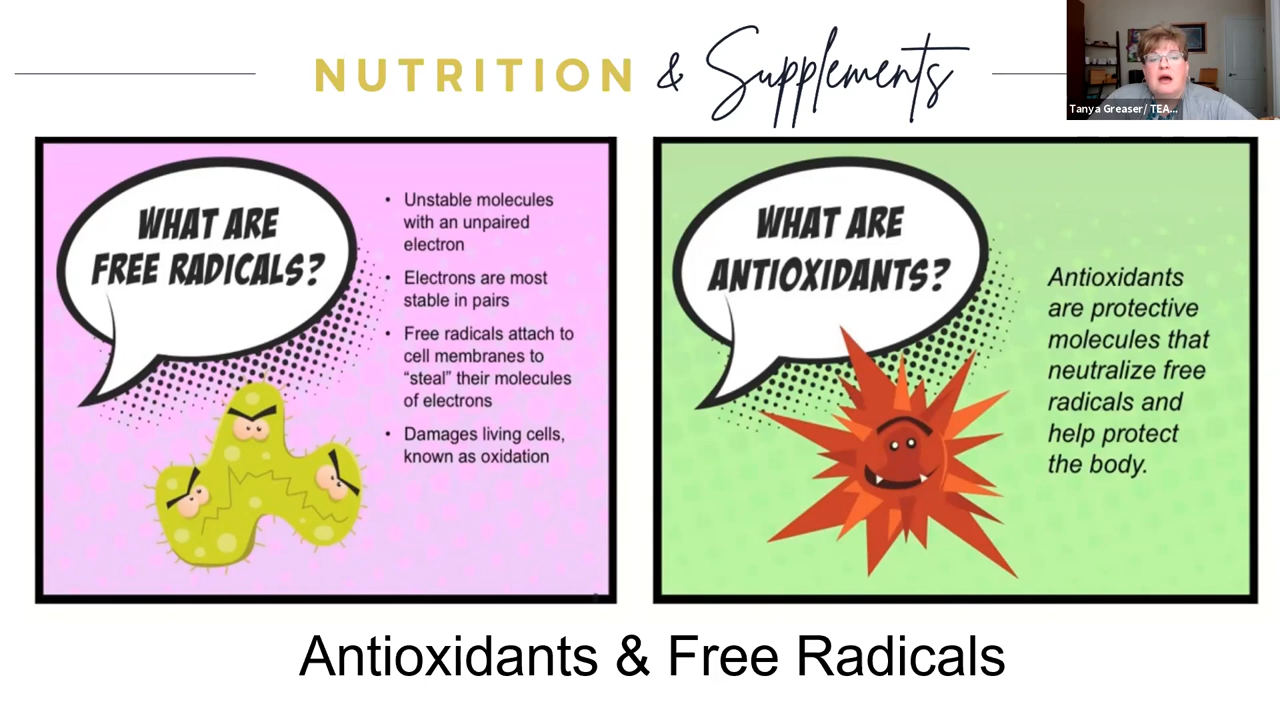 NUTRITION & Supplements
Tanya Greaser/ TEA...
WHAT ARE
FREE RADICALS?
• Unstable molecules
with an unpaired
electron
• Electrons are most
stable in pairs
• Free radicals attach to
cell membranes to
“steal” their molecules
of electrons
• Damages living cells,
known as oxidation
WHAT ARE
ANTIOXIDANTS?
Antioxidants
are protective
molecules that
neutralize free
radicals and
help protect
the body.
Antioxidants & Free Radicals